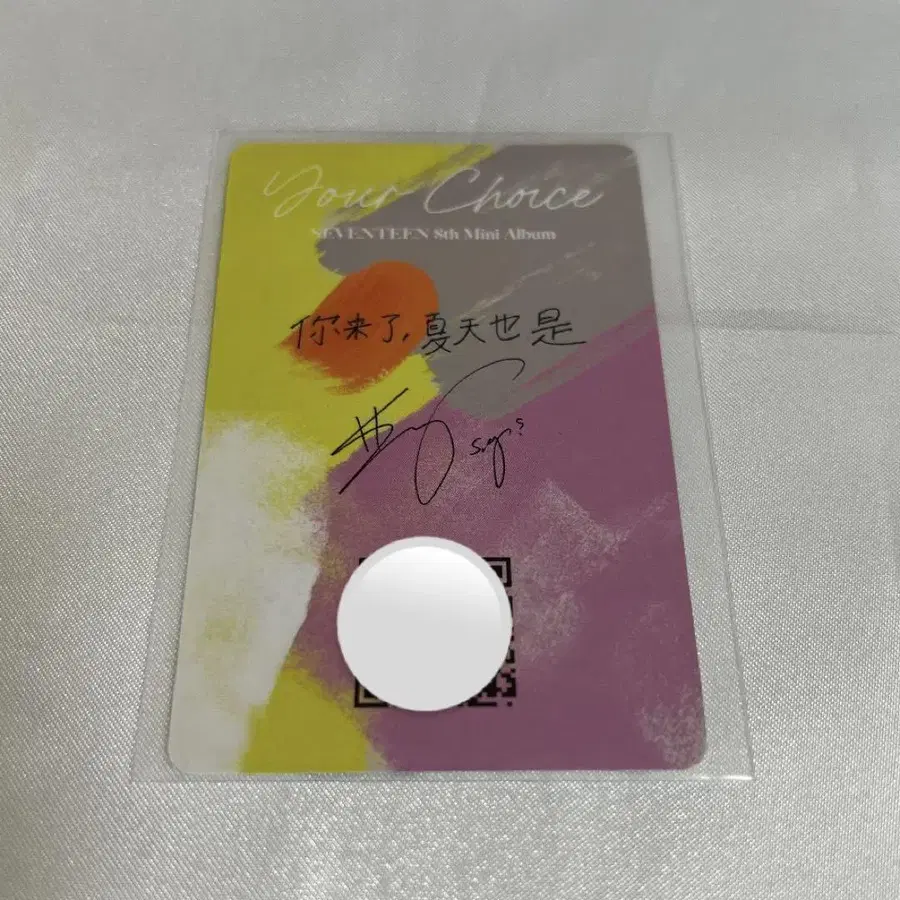 Your Choice
SEVENTEEN 8th Mini Album
你来了,夏天也是